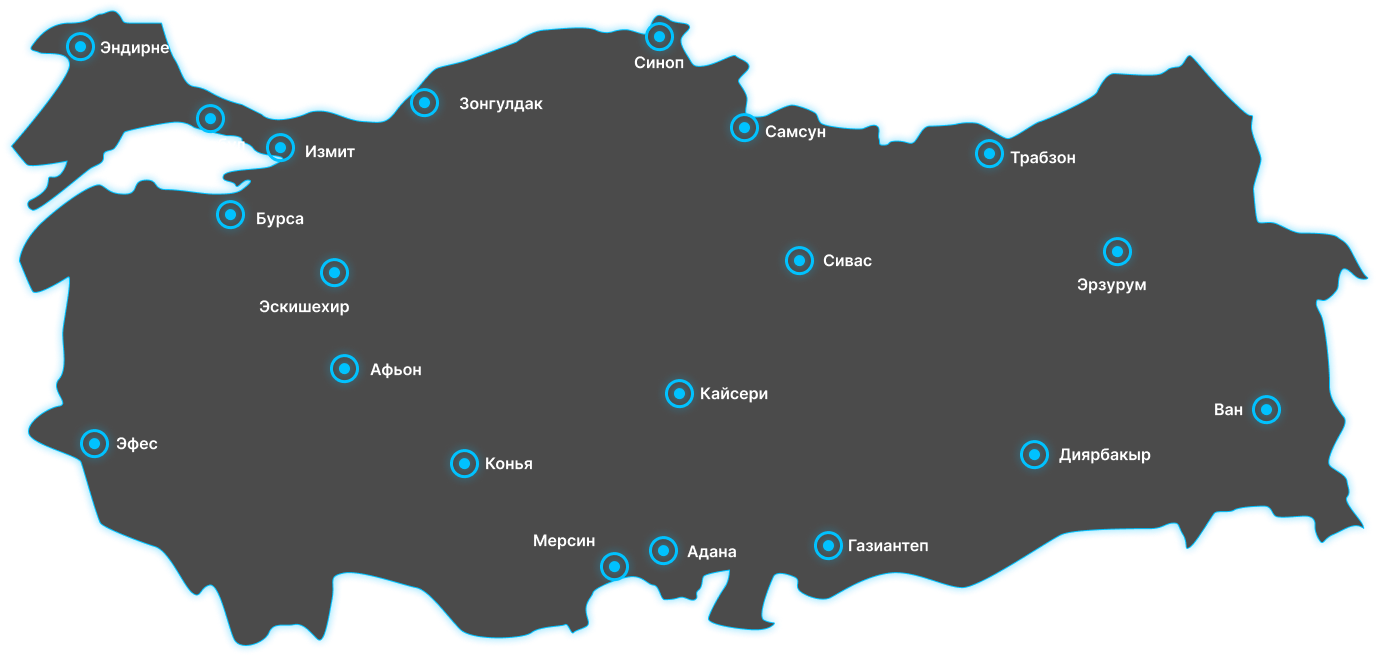 Эндирне
Синоп
Зонгулдак
Самсун
Измит
Трабзон
Бурса
Сивас
Эрзурум
Эскишехир
Афьон
Кайсери
Ван
Эфес
Диярбакыр
Конья
Мерсин
Газиантеп
Адана